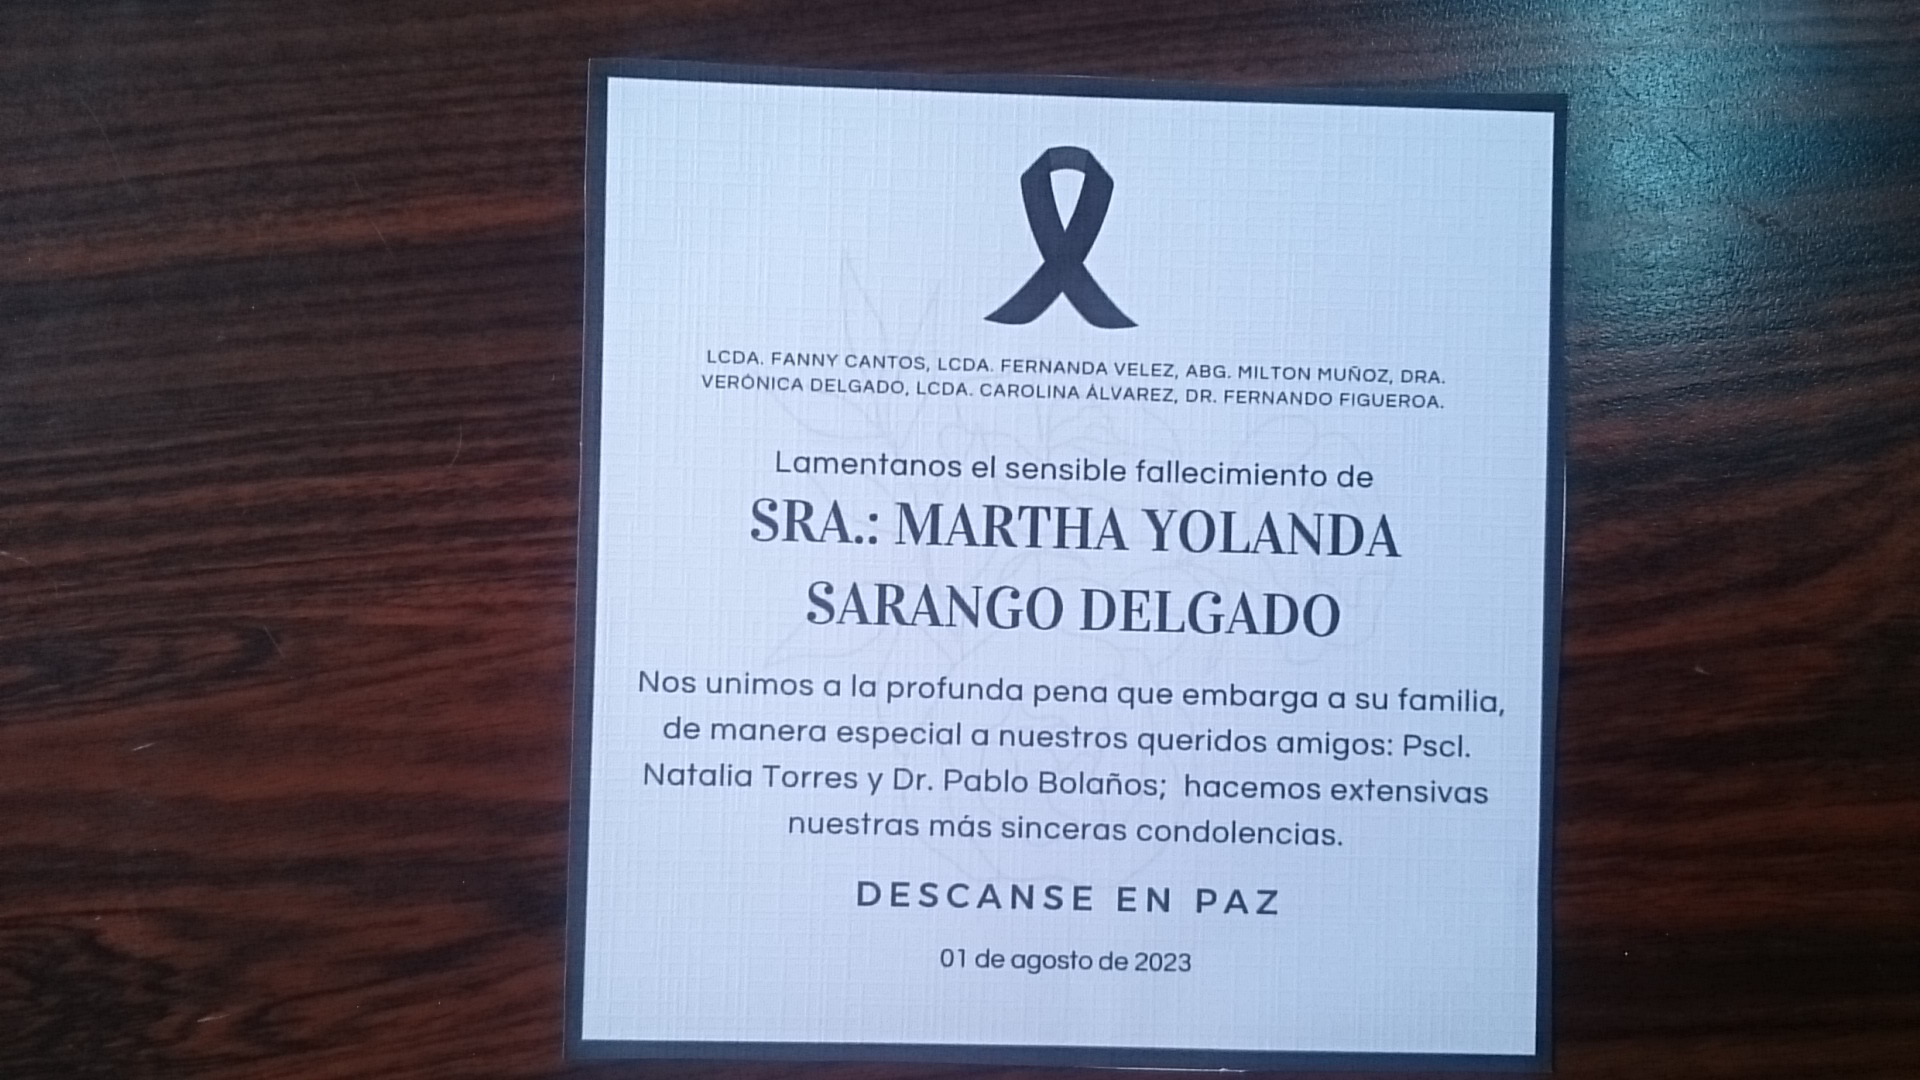 LCDA. FANNY CANTOS, LCDA. FERNANDA VELEZ, ABG. MILTON MUÑOZ, DRA.
VERÓNICA DELGADO, LCDA. CAROLINA ÁLVAREZ, DR. FERNANDO FIGUEROA.
Lamentanos el sensible fallecimiento de
SRA.: MARTHA YOLANDA
SARANGO DELGADO
Nos unimos a la profunda pena que embarga a su familia,
de manera especial a nuestros queridos amigos: Pscl.
Natalia Torres y Dr. Pablo Bolaños; hacemos extensivas
nuestras más sinceras condolencias.
DESCANSE EN PAZ
01 de agosto de 2023